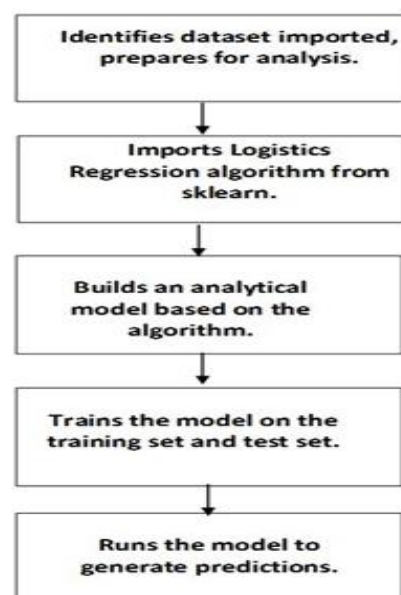 Identifies dataset imported,
prepares for analysis.
Imports Logistics
Regression algorithm from
sklearn.
Builds an analytical
model based on the
algorithm.
Trains the model on the
training set and test set.
Runs the model to
generate predictions.